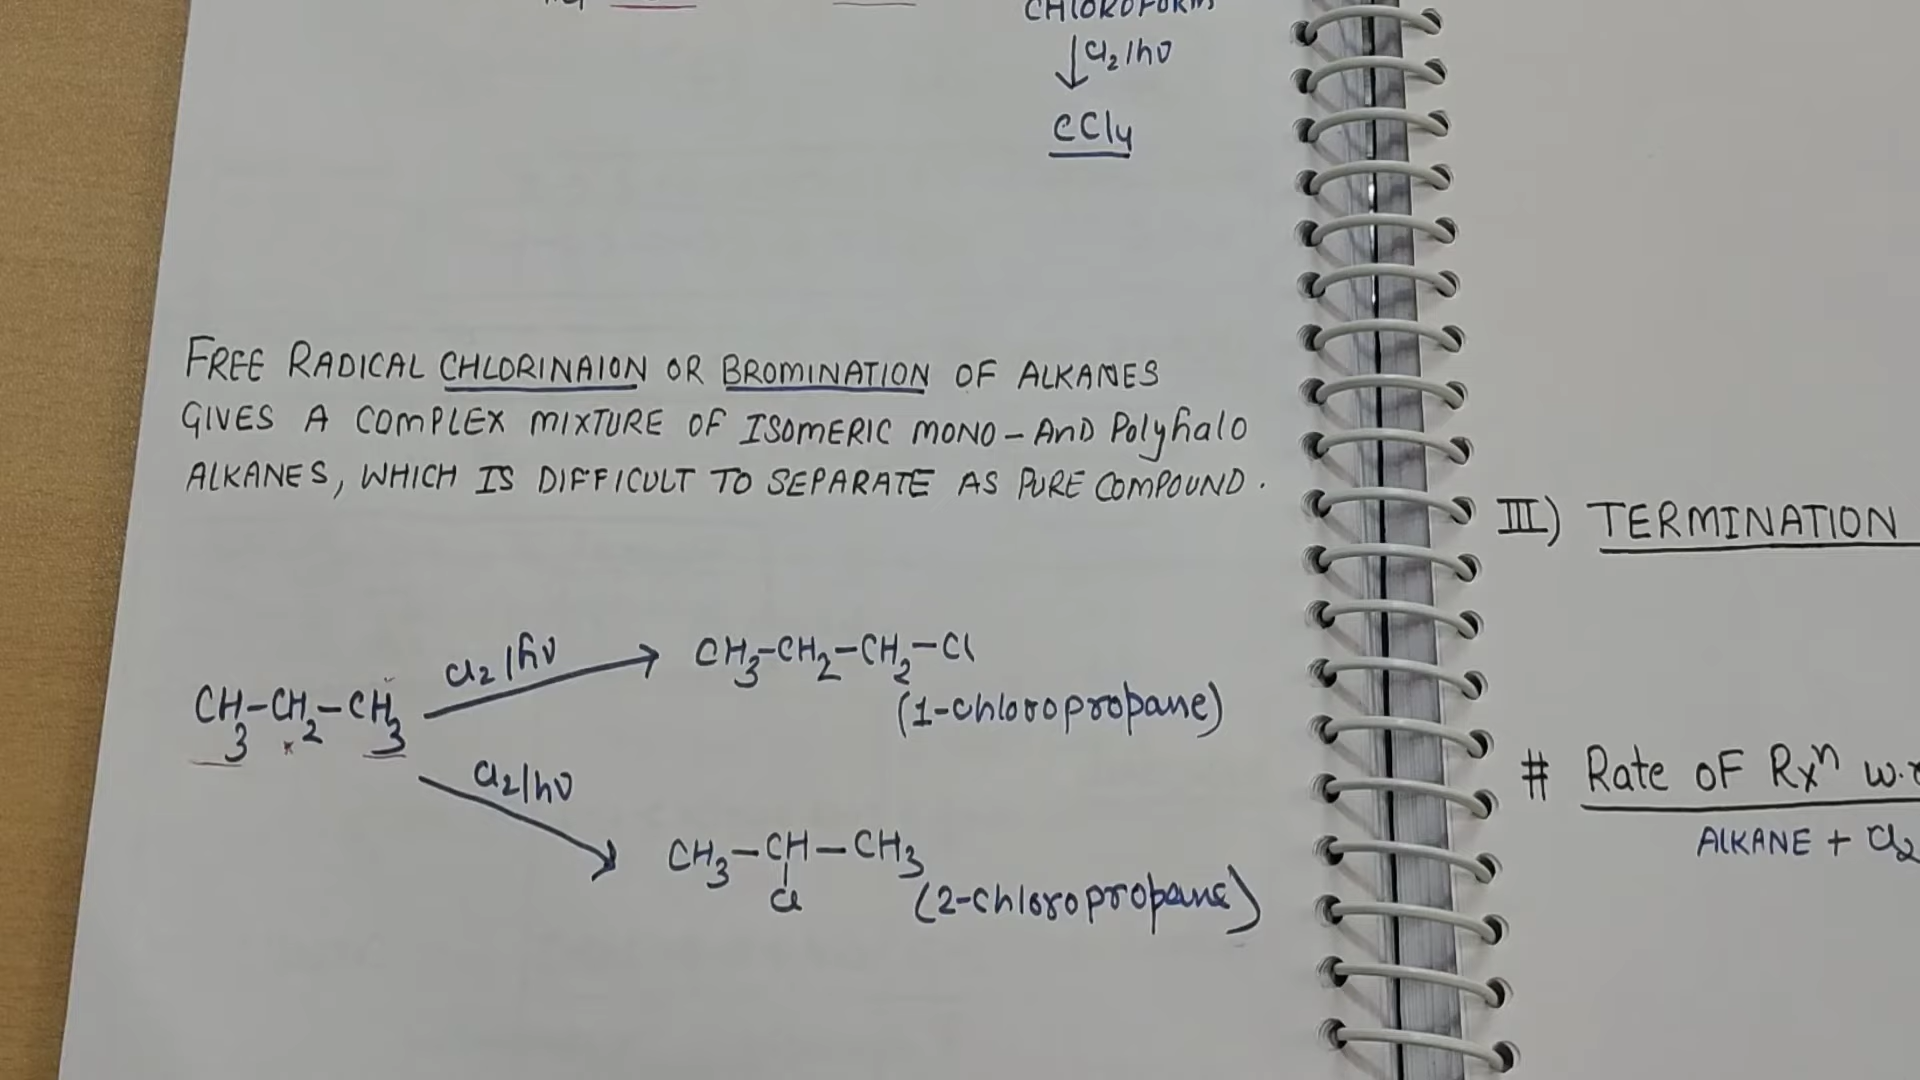 CHLOROFORM
↓ Cl2/hν
CCl4
FREE RADICAL CHLORINAION OR BROMINATION OF ALKANES
GIVES A COMPLEX MIXTURE OF ISOMERIC MONO-AND Polyhalo
ALKANES, WHICH IS DIFFICULT TO SEPARATE AS PURE COMPOUND.
Cl2/hν
CH3-CH2-CH2-Cl
CH3-CH2-CH3
(1-chloropropane)
Cl2/hν
CH3-CH-CH3
Cl
(2-chloropropane)
III) TERMINATION
# Rate OF Rxn w.r
ALKANE + Cl2